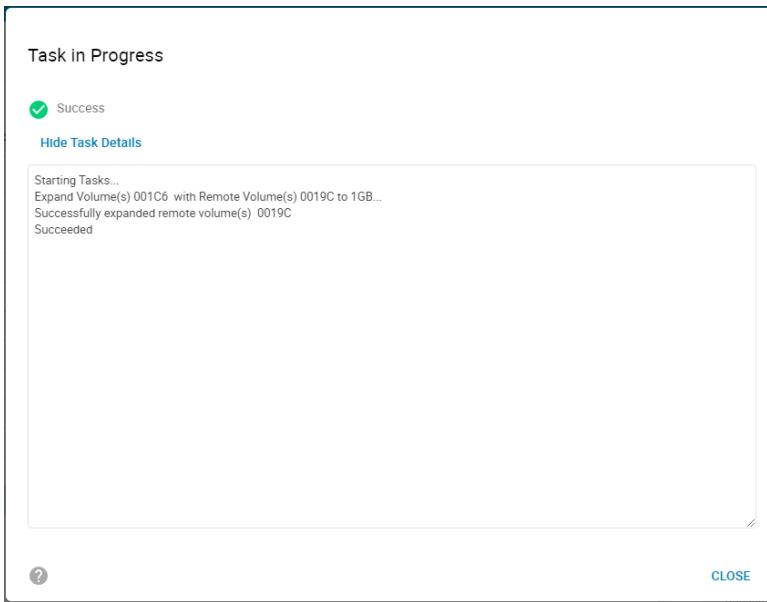 Task in Progress
Success
Hide Task Details
Starting Tasks...
Expand Volume(s) 001C6  with Remote Volume(s) 0019C to 1GB...
Successfully expanded remote volume(s)  0019C
Succeeded
?
CLOSE